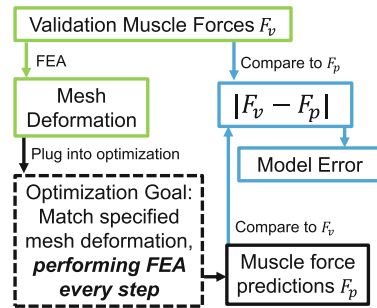 Validation Muscle Forces F_v
FEA
Compare to F_p
Mesh
Deformation
|F_v − F_p|
Plug into optimization
Model Error
Optimization Goal:
Match specified
mesh deformation,
performing FEA
every step
Compare to F_v
Muscle force
predictions F_p